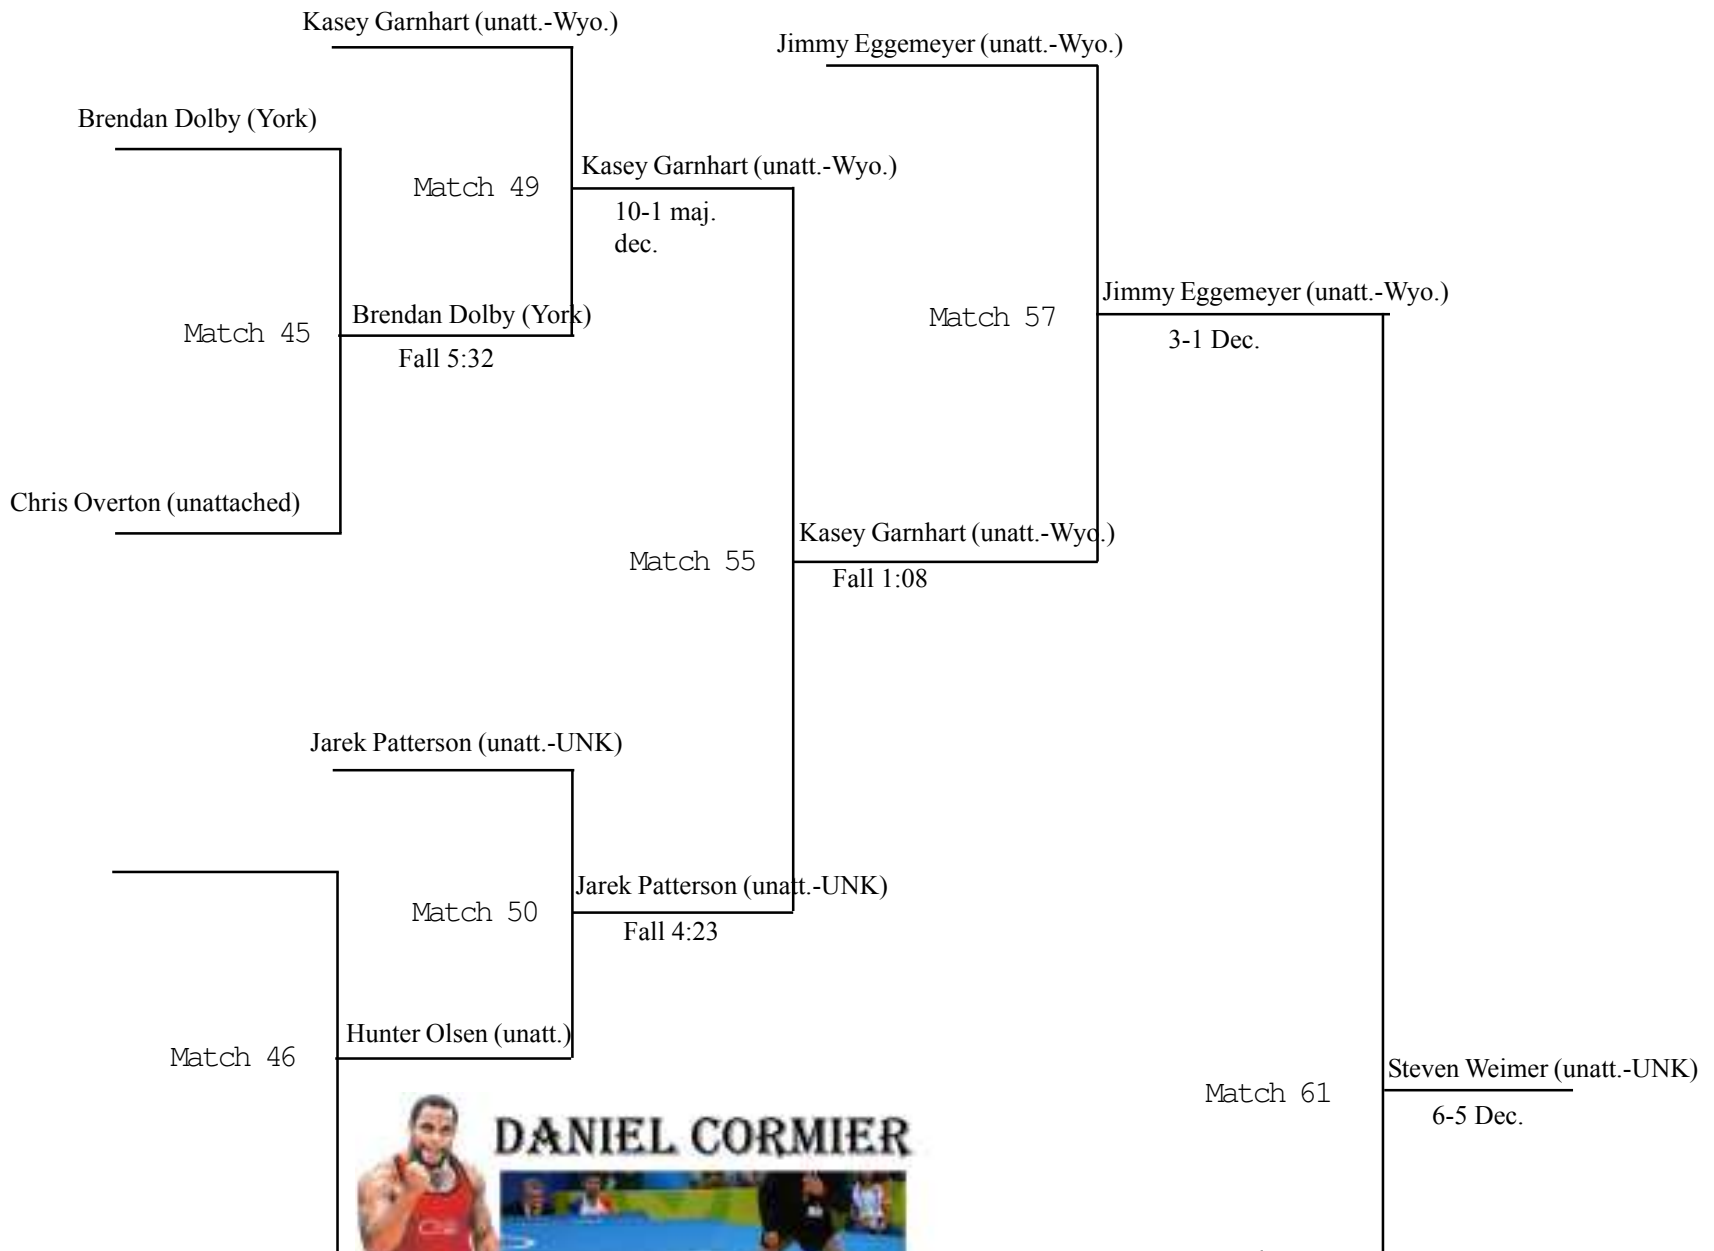 Kasey Garnhart (unatt.-Wyo.)
Jimmy Eggemeyer (unatt.-Wyo.)
Brendan Dolby (York)
Match 49
Kasey Garnhart (unatt.-Wyo.)
10-1 maj.
dec.
Match 45
Brendan Dolby (York)
Fall 5:32
Match 57
Jimmy Eggemeyer (unatt.-Wyo.)
3-1 Dec.
Chris Overton (unattached)
Match 55
Kasey Garnhart (unatt.-Wyo.)
Fall 1:08
Jarek Patterson (unatt.-UNK)
Match 50
Jarek Patterson (unatt.-UNK)
Fall 4:23
Match 46
Hunter Olsen (unatt.)
Match 61
Steven Weimer (unatt.-UNK)
6-5 Dec.
DANIEL CORMIER